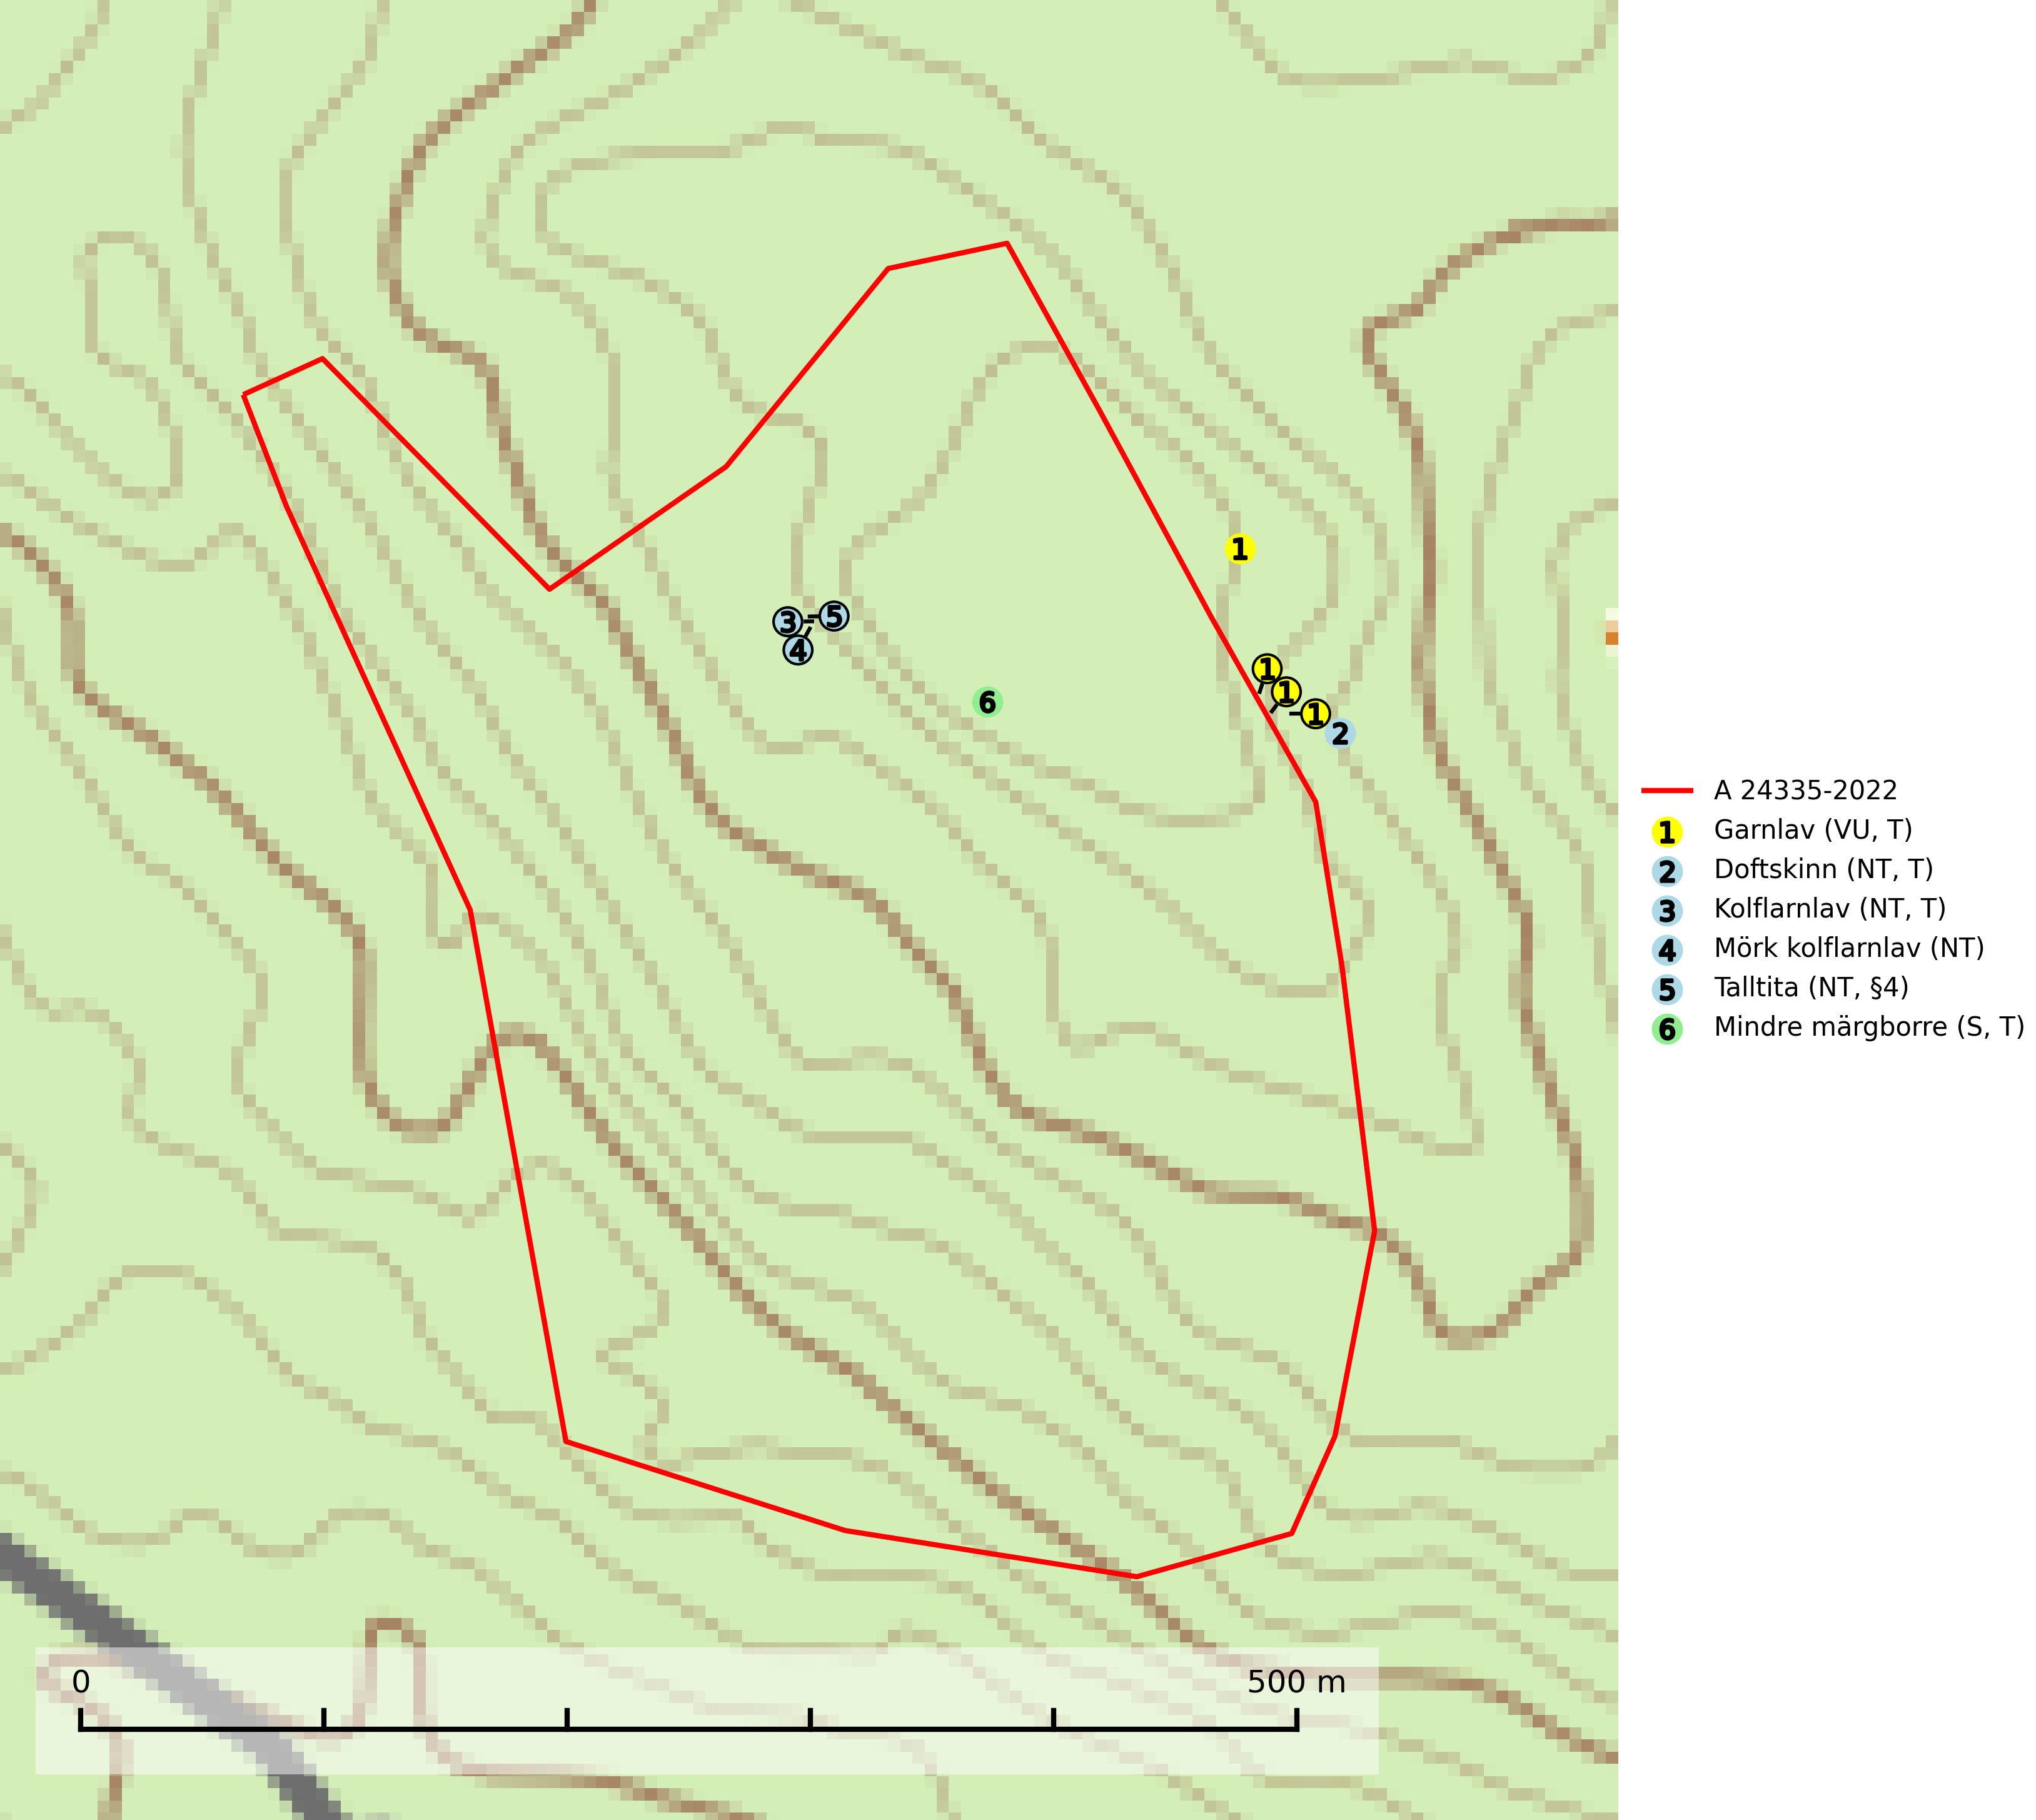 1
3 5
4
1
6
1
1
2
A 24335-2022
1 Garnlav (VU, T)
2 Doftskinn (NT, T)
3 Kolflarnlav (NT, T)
4 Mörk kolflarnlav (NT)
5 Talltita (NT, §4)
6 Mindre märgborre (S, T)
0 500 m